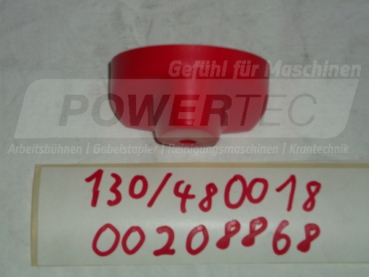 Gefühl für Maschinen
POWERTEC
Arbeitsbühnen | Gabelstapler | Reinigungsmaschinen | Krantechnik
130/480018
00208868